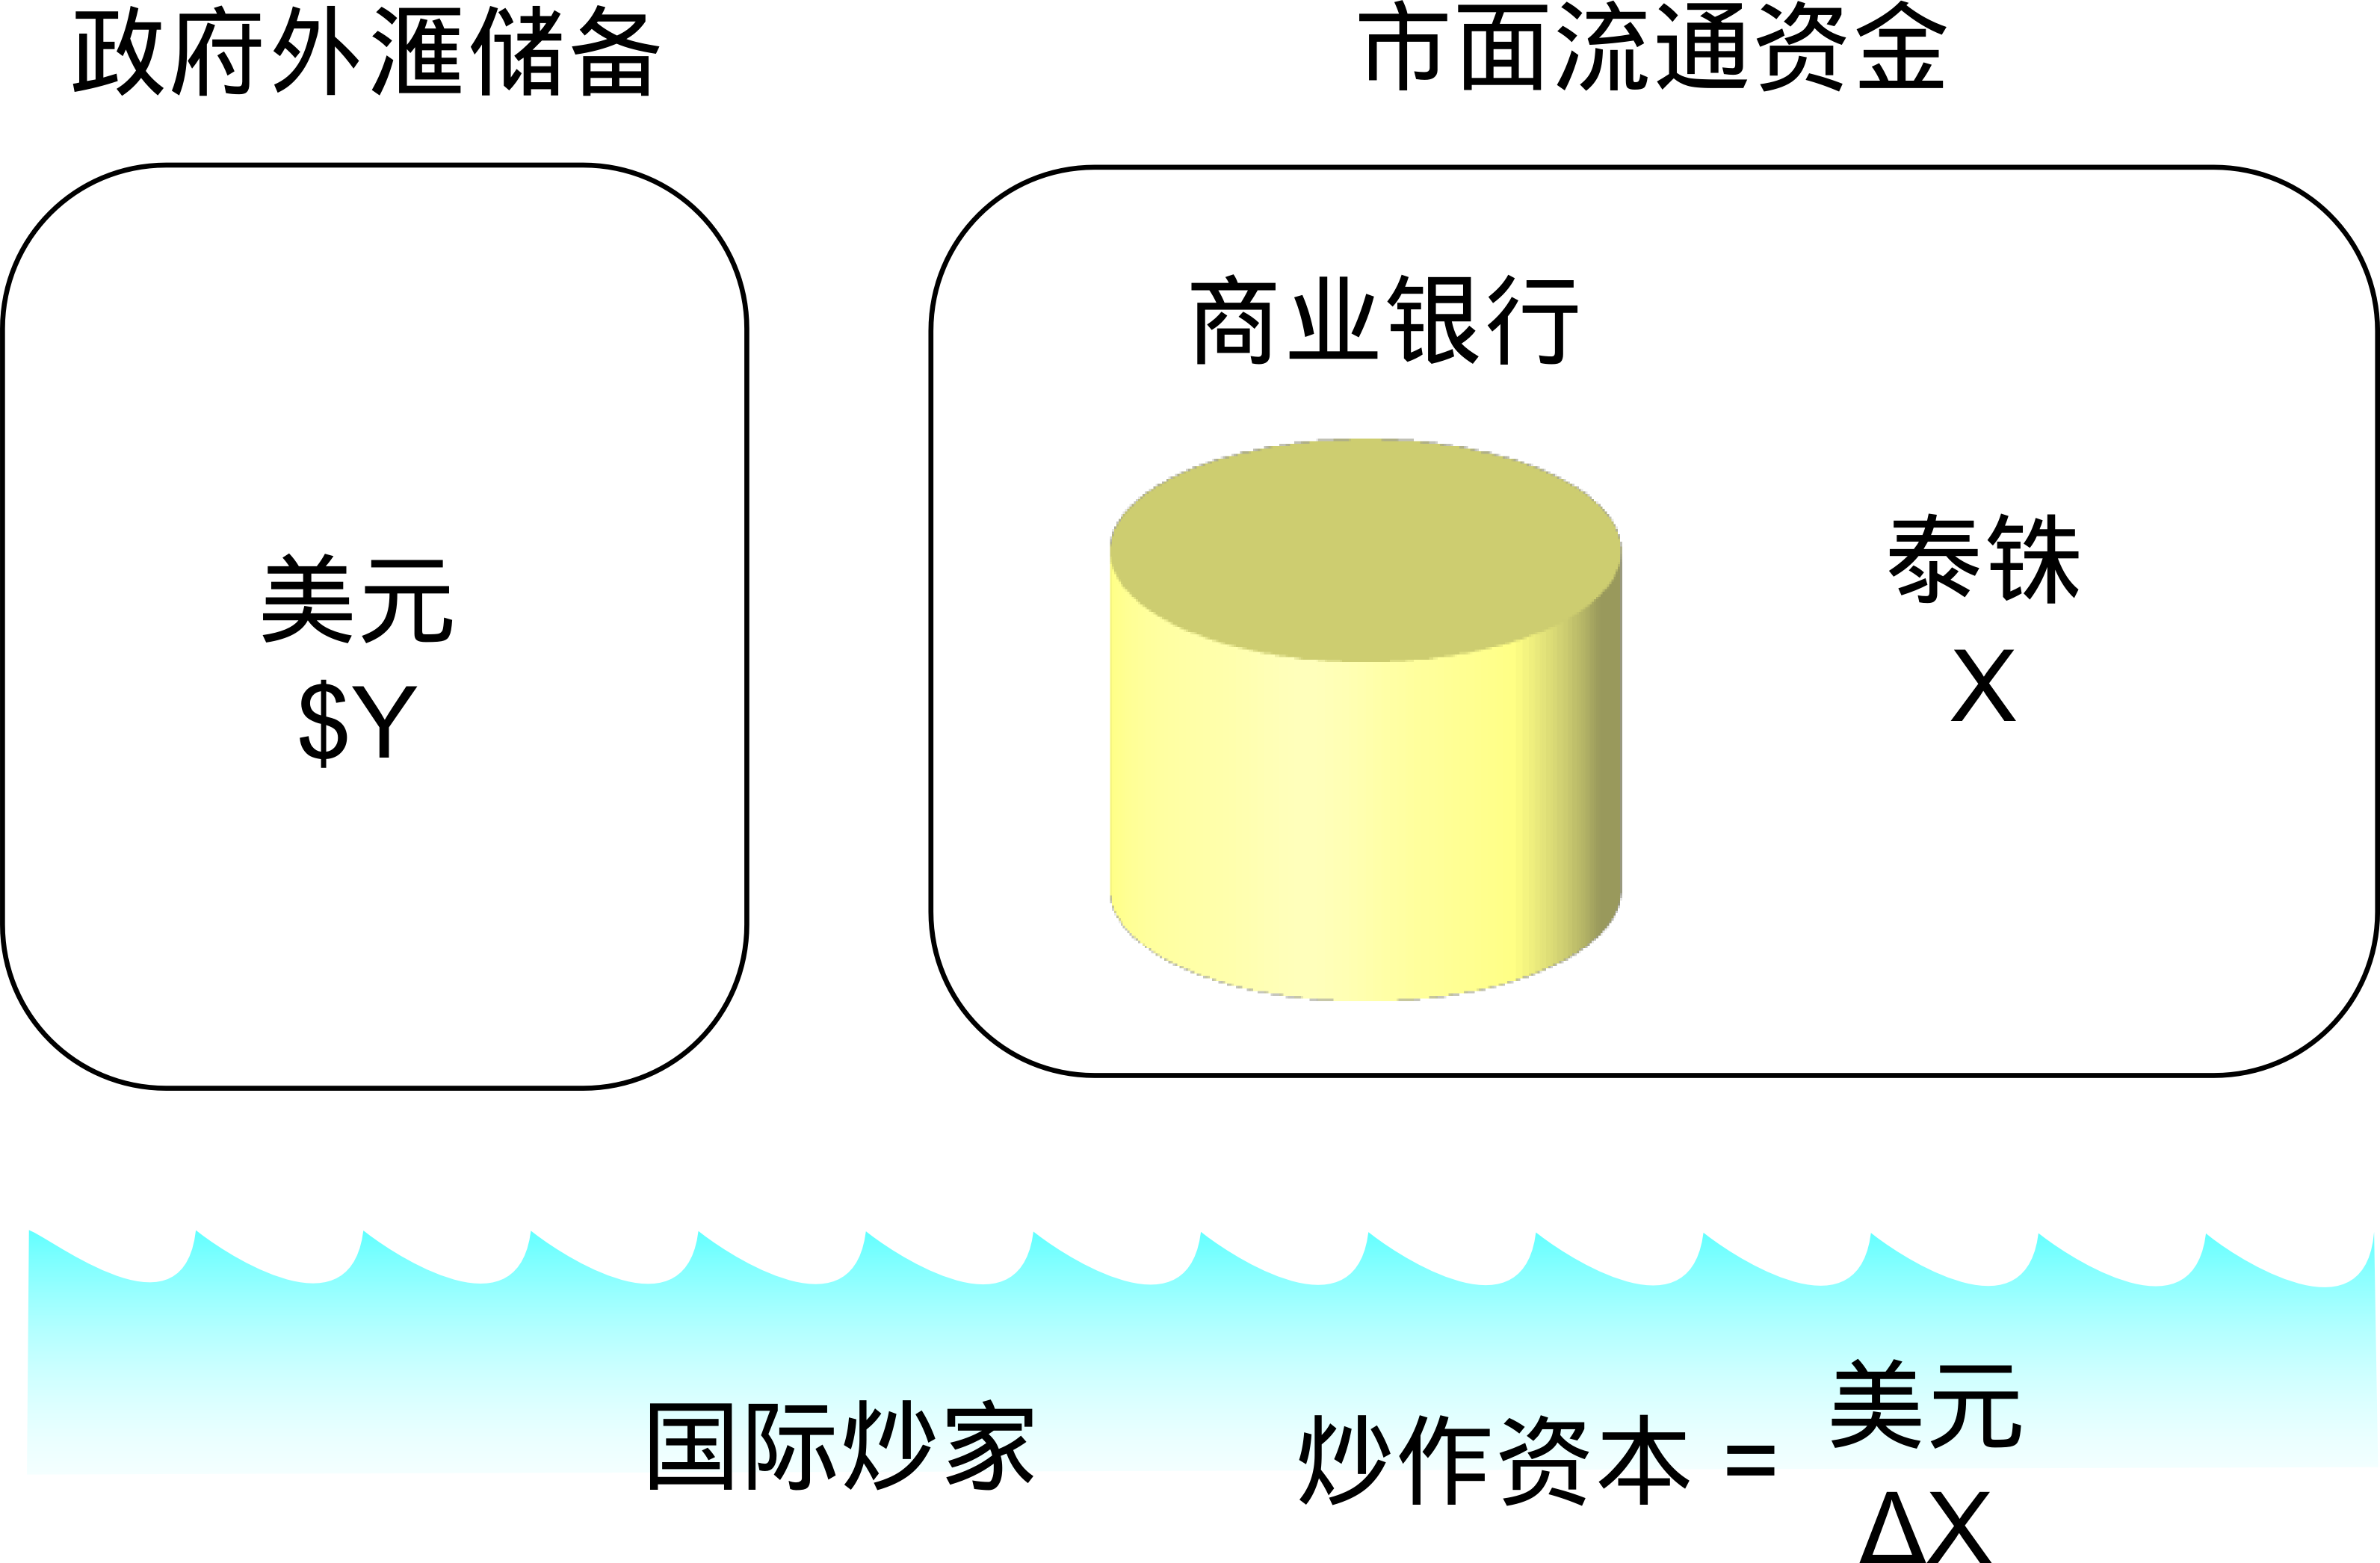 政府外匯储备
市面流通资金
商业银行
美元
$Y
泰铢
X
国际炒家
炒作资本 =
美元
ΔX